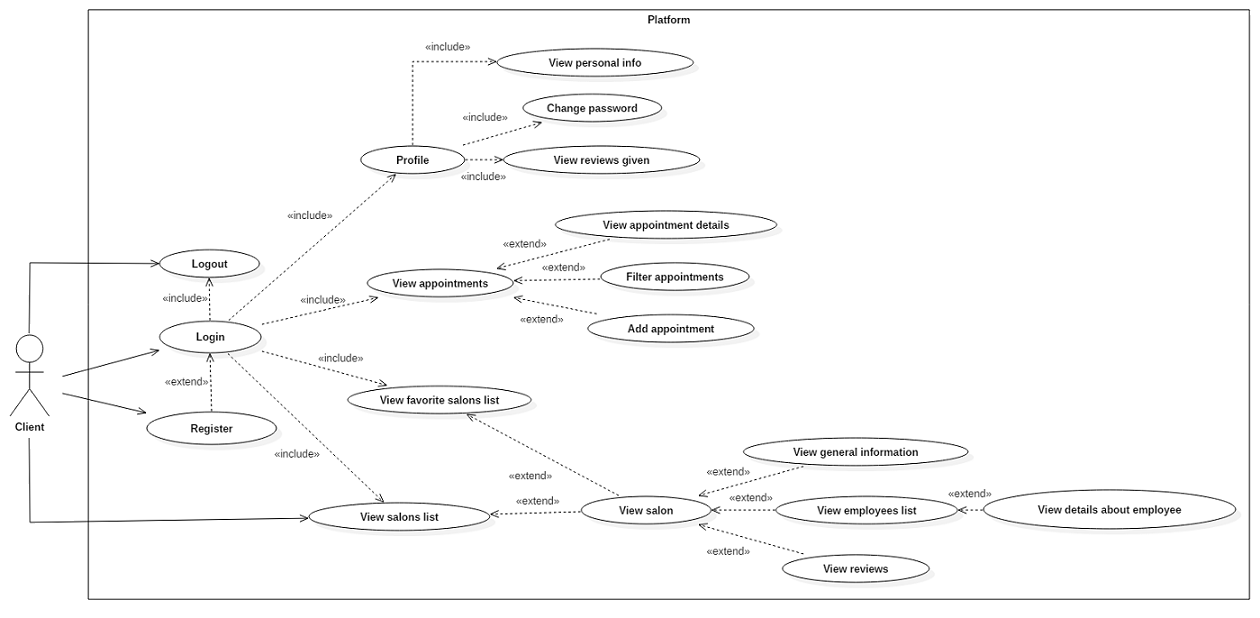 Platform
«include»
View personal info
Change password
«include»
Profile
View reviews given
«include»
«include»
View appointment details
«extend»
Logout
«extend»
Filter appointments
View appointments
«include»
«include»
«extend»
Add appointment
Login
«include»
«extend»
View favorite salons list
Client
Register
«include»
View general information
«extend»
«extend»
«extend»
«extend»
«extend»
View salons list
View salon
View employees list
View details about employee
«extend»
View reviews